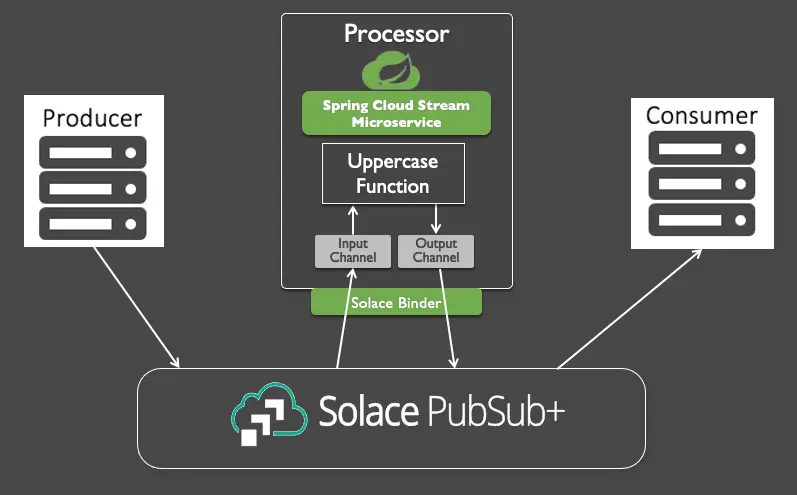 Processor
Spring Cloud Stream
Microservice
Producer
Consumer
Uppercase
Function
Input
Channel
Output
Channel
Solace Binder
Solace PubSub+